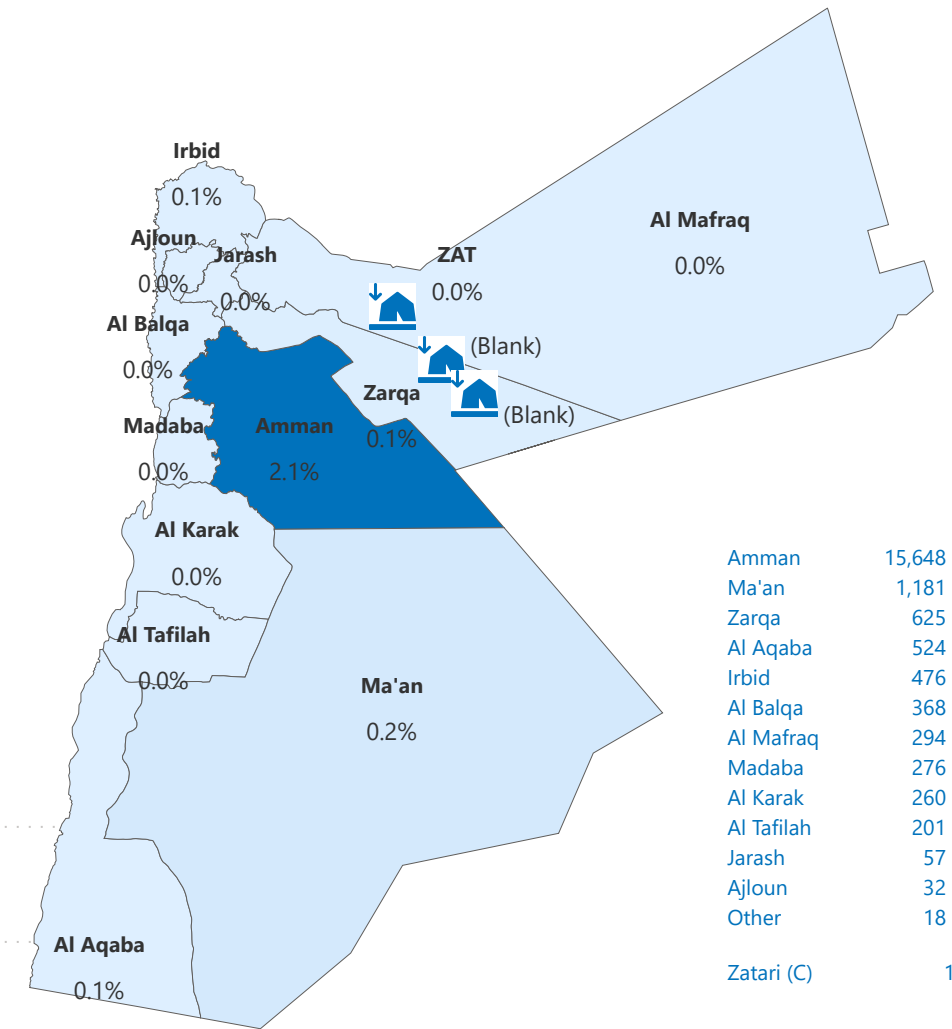 Irbid
0.1%
Al Mafraq
0.0%
Ajloun
0.0%
Jarash
0.0%
ZAT
0.0%
Al Balqa
0.0%
(Blank)
Zarqa
0.1%
(Blank)
Madaba
0.0%
Amman
2.1%
Al Karak
0.0%
Al Tafilah
0.0%
Ma'an
0.2%
Al Aqaba
0.1%
Amman 15,648
Ma'an 1,181
Zarqa 625
Al Aqaba 524
Irbid 476
Al Balqa 368
Al Mafraq 294
Madaba 276
Al Karak 260
Al Tafilah 201
Jarash 57
Ajloun 32
Other 18
Zatari (C) 1